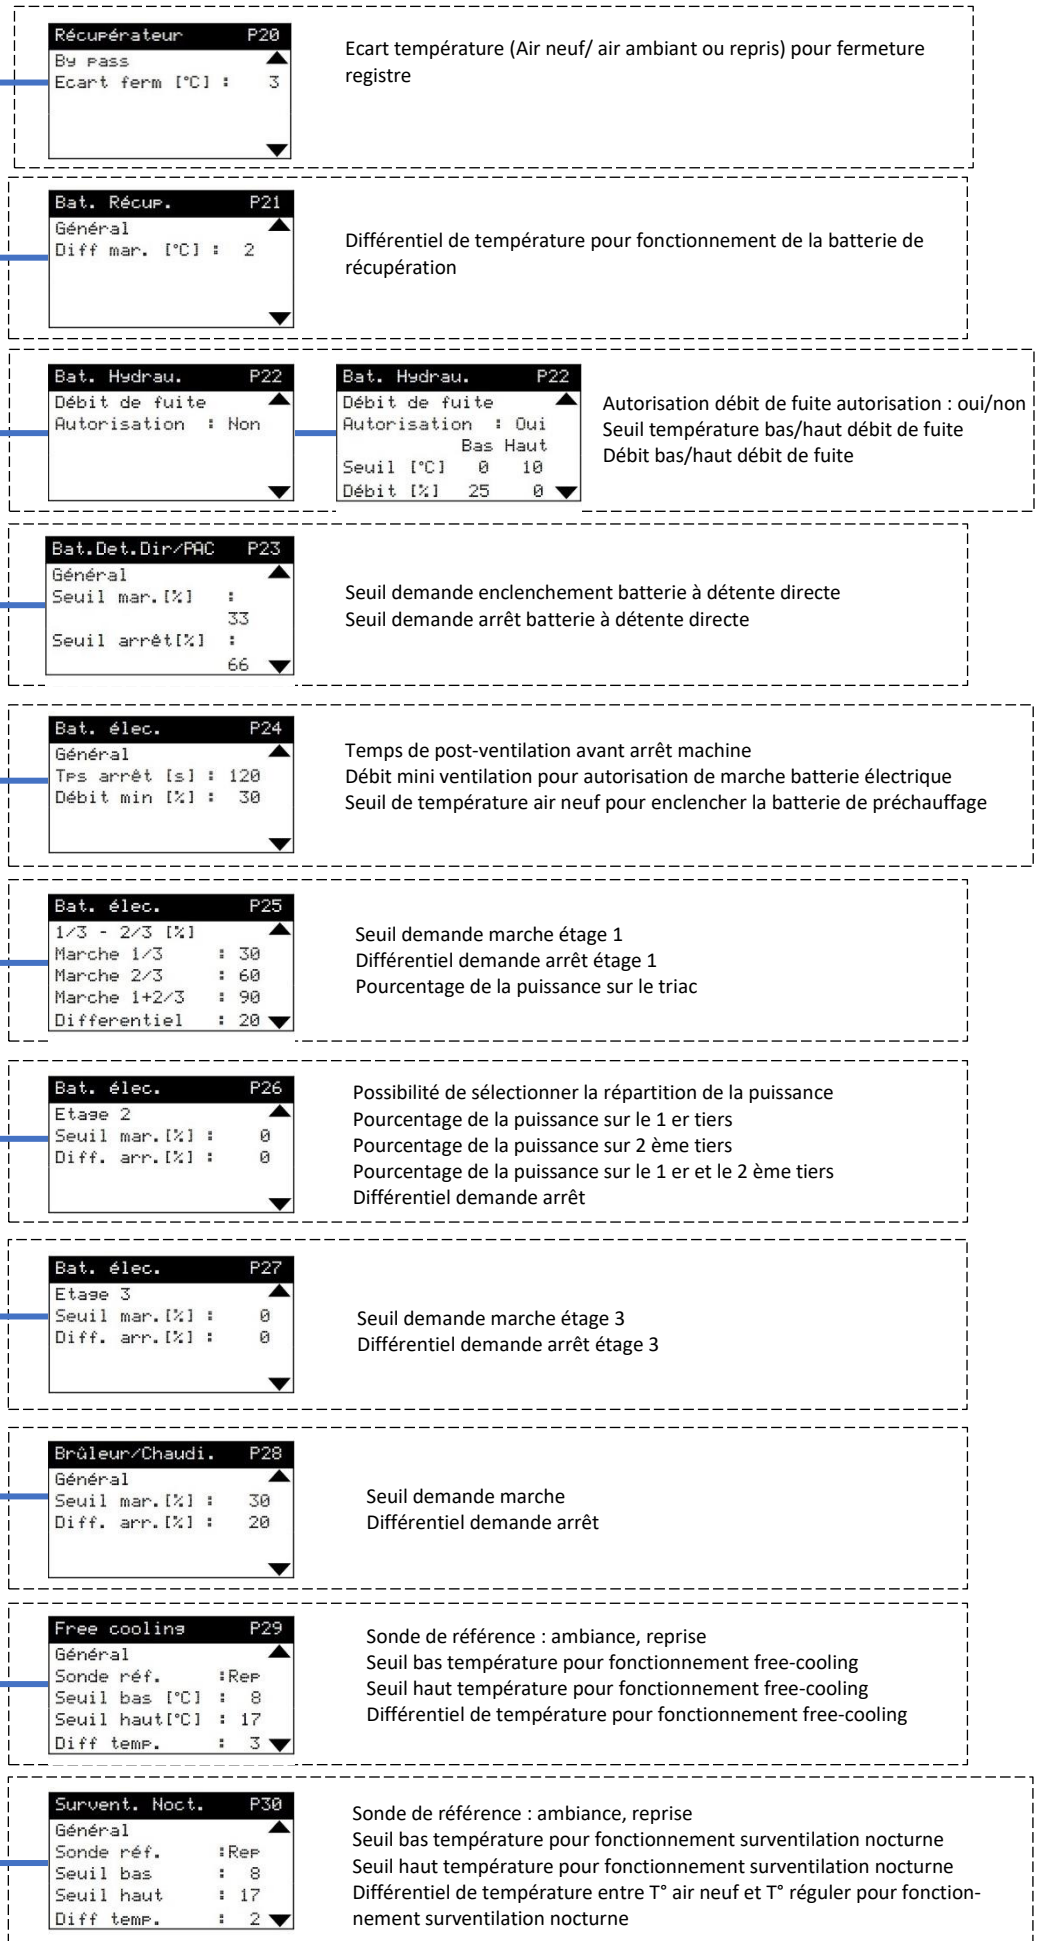 Récupérateur P20
By pass
Ecart ferm [°C] : 3
Ecart température (Air neuf/ air ambiant ou repris) pour fermeture
registre
Bat. Récup. P21
Général
Diff mar. [°C] : 2
Différentiel de température pour fonctionnement de la batterie de
récupération
Bat. Hydrau. P22
Débit de fuite
Autorisation : Non
Bat. Hydrau. P22
Débit de fuite
Autorisation : Oui
Bas Haut
Seuil [°C] 0 10
Débit [%] 25 0
Autorisation débit de fuite autorisation : oui/non
Seuil température bas/haut débit de fuite
Débit bas/haut débit de fuite
Bat.Det.Dir/PAC P23
Général
Seuil mar.[%] :
33
Seuil arrêt[%] :
66
Seuil demande enclenchement batterie à détente directe
Seuil demande arrêt batterie à détente directe
Bat. élec. P24
Général
Tps arrêt [s] : 120
Débit min [%] : 30
Temps de post-ventilation avant arrêt machine
Débit mini ventilation pour autorisation de marche batterie électrique
Seuil de température air neuf pour enclencher la batterie de préchauffage
Bat. élec. P25
1/3 - 2/3 [%]
Marche 1/3 : 30
Marche 2/3 : 60
Marche 1+2/3 : 90
Differentiel : 20
Seuil demande marche étage 1
Différentiel demande arrêt étage 1
Pourcentage de la puissance sur le triac
Bat. élec. P26
Etage 2
Seuil mar.[%] : 0
Diff. arr.[%] : 0
Possibilité de sélectionner la répartition de la puissance
Pourcentage de la puissance sur le 1 er tiers
Pourcentage de la puissance sur 2 ème tiers
Pourcentage de la puissance sur le 1 er et le 2 ème tiers
Différentiel demande arrêt
Bat. élec. P27
Etage 3
Seuil mar.[%] : 0
Diff. arr.[%] : 0
Seuil demande marche étage 3
Différentiel demande arrêt étage 3
Brûleur/Chaudi. P28
Général
Seuil mar.[%] : 30
Diff. arr.[%] : 20
Seuil demande marche
Différentiel demande arrêt
Free cooling P29
Général
Sonde réf. :Rep
Seuil bas [°C] : 8
Seuil haut[°C] : 17
Diff temp. : 3
Sonde de référence : ambiance, reprise
Seuil bas température pour fonctionnement free-cooling
Seuil haut température pour fonctionnement free-cooling
Différentiel de température pour fonctionnement free-cooling
Survent. Noct. P30
Général
Sonde réf. :Rep
Seuil bas : 8
Seuil haut : 17
Diff temp. : 2
Sonde de référence : ambiance, reprise
Seuil bas température pour fonctionnement surventilation nocturne
Seuil haut température pour fonctionnement surventilation nocturne
Différentiel de température entre T° air neuf et T° réguler pour fonction-
nement surventilation nocturne